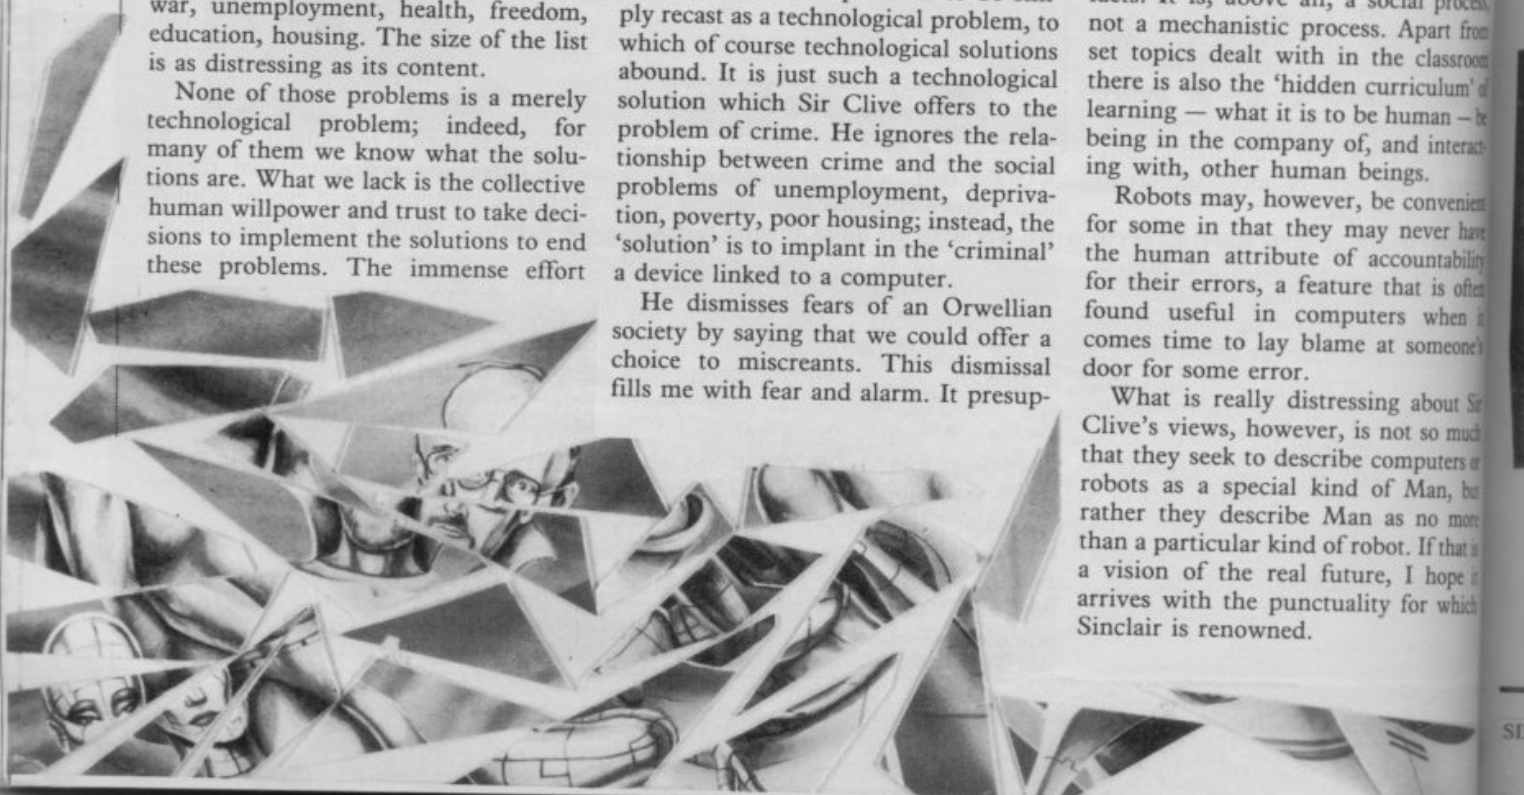 war, unemployment, health, freedom,
education, housing. The size of the list
is as distressing as its content.
None of those problems is a merely
technological problem; indeed, for
many of them we know what the solu-
tions are. What we lack is the collective
human willpower and trust to take deci-
sions to implement the solutions to end
these problems. The immense effort
ply recast as a technological problem, to
which of course technological solutions
abound. It is just such a technological
solution which Sir Clive offers to the
problem of crime. He ignores the rela-
tionship between crime and the social
problems of unemployment, depriva-
tion, poverty, poor housing; instead, the
‘solution’ is to implant in the ‘criminal’
a device linked to a computer.
He dismisses fears of an Orwellian
society by saying that we could offer a
choice to miscreants. This dismissal
fills me with fear and alarm. It presup-
facts. It is, above all, a social process,
not a mechanistic process. Apart from
set topics dealt with in the classroom
there is also the ‘hidden curriculum’ of
learning — what it is to be human — be
being in the company of, and interact-
ing with, other human beings.
Robots may, however, be convenient
for some in that they may never have
the human attribute of accountability
for their errors, a feature that is often
found useful in computers when it
comes time to lay blame at someone's
door for some error.
What is really distressing about Sir
Clive's views, however, is not so much
that they seek to describe computers or
robots as a special kind of Man, but
rather they describe Man as no more
than a particular kind of robot. If that is
a vision of the real future, I hope it
arrives with the punctuality for which
Sinclair is renowned.